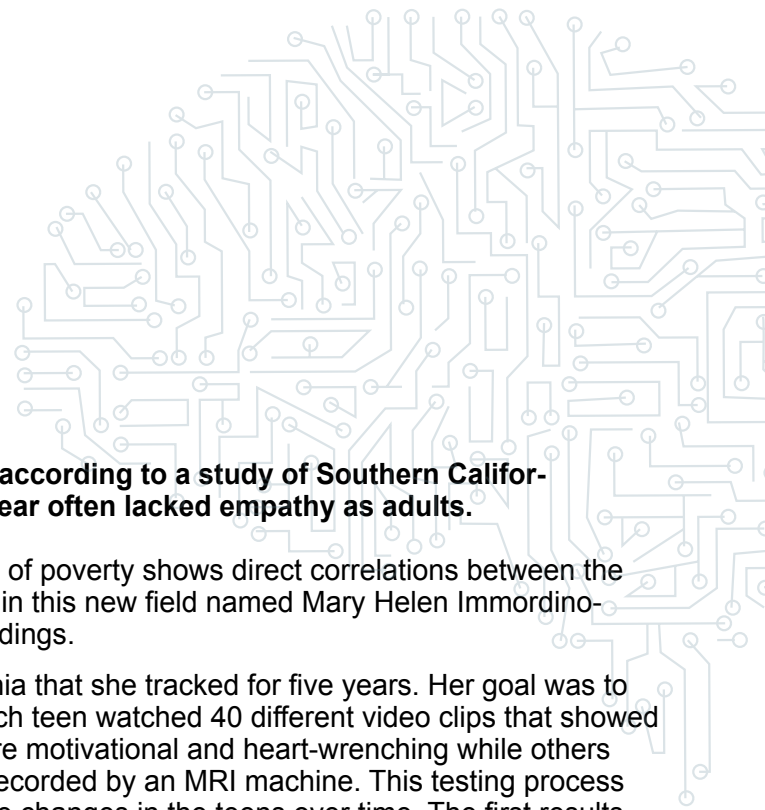 according to a study of Southern Califor-
ear often lacked empathy as adults.
of poverty shows direct correlations between the
in this new field named Mary Helen Immordino-
dings.
nia that she tracked for five years. Her goal was to
ch teen watched 40 different video clips that showed
re motivational and heart-wrenching while others
ecorded by an MRI machine. This testing process
e changes in the teens over time. The first results